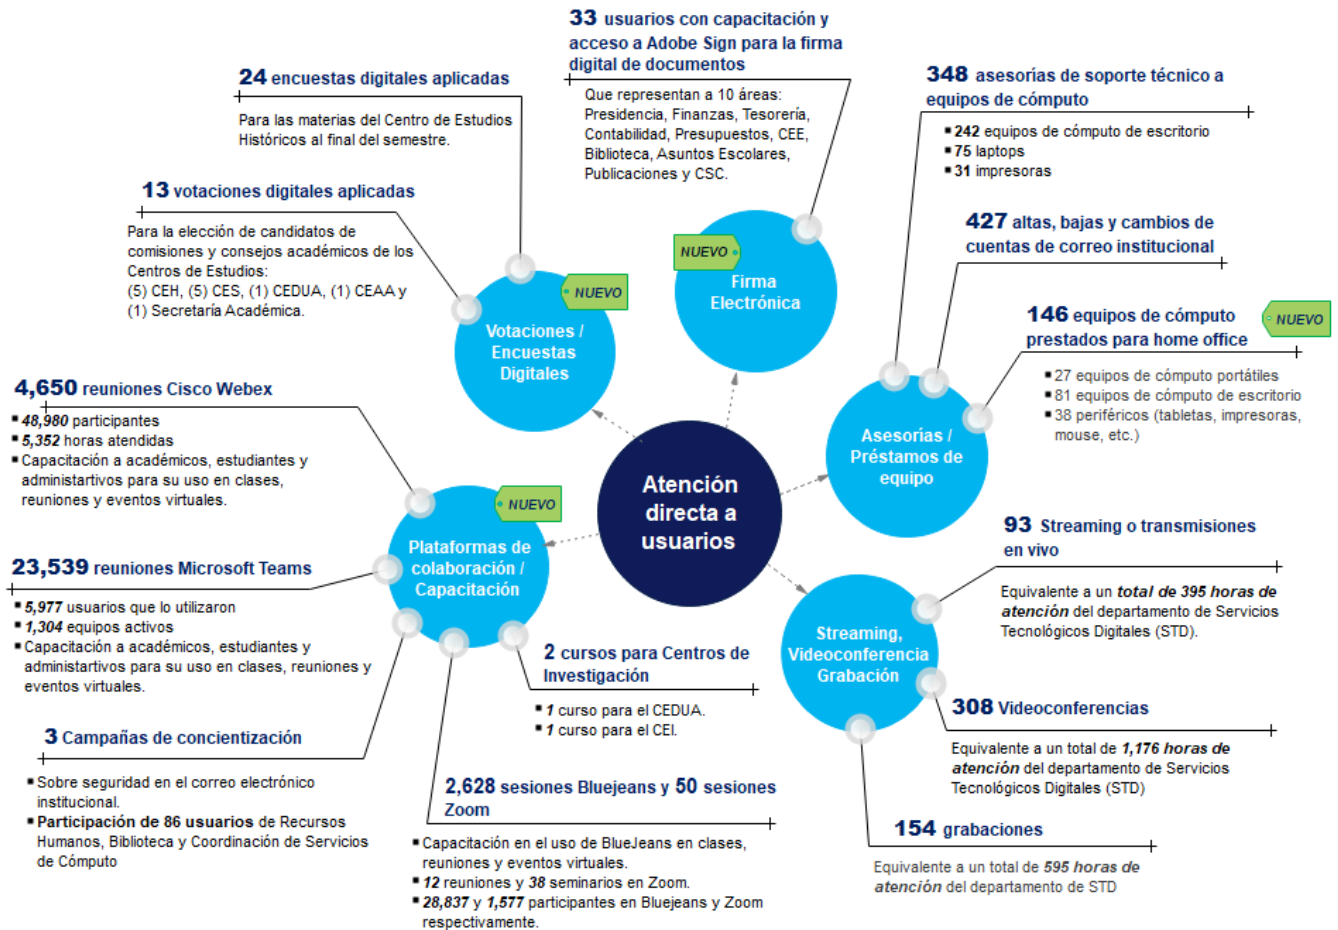 33 usuarios con capacitación y
acceso a Adobe Sign para la firma
digital de documentos
Que representan a 10 áreas:
Presidencia, Finanzas, Tesorería,
Contabilidad, Presupuestos, CEE,
Biblioteca, Asuntos Escolares,
Publicaciones y CSC.
24 encuestas digitales aplicadas
Para las materias del Centro de Estudios
Históricos al final del semestre.
13 votaciones digitales aplicadas
Para la elección de candidatos de
comisiones y consejos académicos de los
Centros de Estudios:
(5) CEH, (5) CES, (1) CEDUA, (1) CEAA y
(1) Secretaría Académica.
348 asesorías de soporte técnico a
equipos de cómputo
▪ 242 equipos de cómputo de escritorio
▪ 75 laptops
▪ 31 impresoras
427 altas, bajas y cambios de
cuentas de correo institucional
146 equipos de cómputo
prestados para home office
NUEVO
▪ 27 equipos de cómputo portátiles
▪ 81 equipos de cómputo de escritorio
▪ 38 periféricos (tabletas, impresoras,
mouse, etc.)
NUEVO
Firma
Electrónica
NUEVO
Votaciones /
Encuestas
Digitales
Asesorías /
Préstamos de
equipo
Atención
directa a
usuarios
4,650 reuniones Cisco Webex
▪ 48,980 participantes
▪ 5,352 horas atendidas
▪ Capacitación a académicos, estudiantes y
administartivos para su uso en clases,
reuniones y eventos virtuales.
NUEVO
Plataformas de
colaboración /
Capacitación
23,539 reuniones Microsoft Teams
▪ 5,977 usuarios que lo utilizaron
▪ 1,304 equipos activos
▪ Capacitación a académicos, estudiantes y
administartivos para su uso en clases, reuniones y
eventos virtuales.
3 Campañas de concientización
▪ Sobre seguridad en el correo electrónico
institucional.
▪ Participación de 86 usuarios de Recursos
Humanos, Biblioteca y Coordinación de Servicios
de Cómputo
2 cursos para Centros de
Investigación
▪ 1 curso para el CEDUA.
▪ 1 curso para el CEI.
2,628 sesiones Bluejeans y 50 sesiones
Zoom
▪ Capacitación en el uso de BlueJeans en clases,
reuniones y eventos virtuales.
▪ 12 reuniones y 38 seminarios en Zoom.
▪ 28,837 y 1,577 participantes en Bluejeans y Zoom
respectivamente.
Streaming,
Videoconferencia
Grabación
93 Streaming o transmisiones
en vivo
Equivalente a un total de 395 horas de
atención del departamento de Servicios
Tecnológicos Digitales (STD).
308 Videoconferencias
Equivalente a un total de 1,176 horas de
atención del departamento de Servicios
Tecnológicos Digitales (STD)
154 grabaciones
Equivalente a un total de 595 horas de
atención del departamento de STD